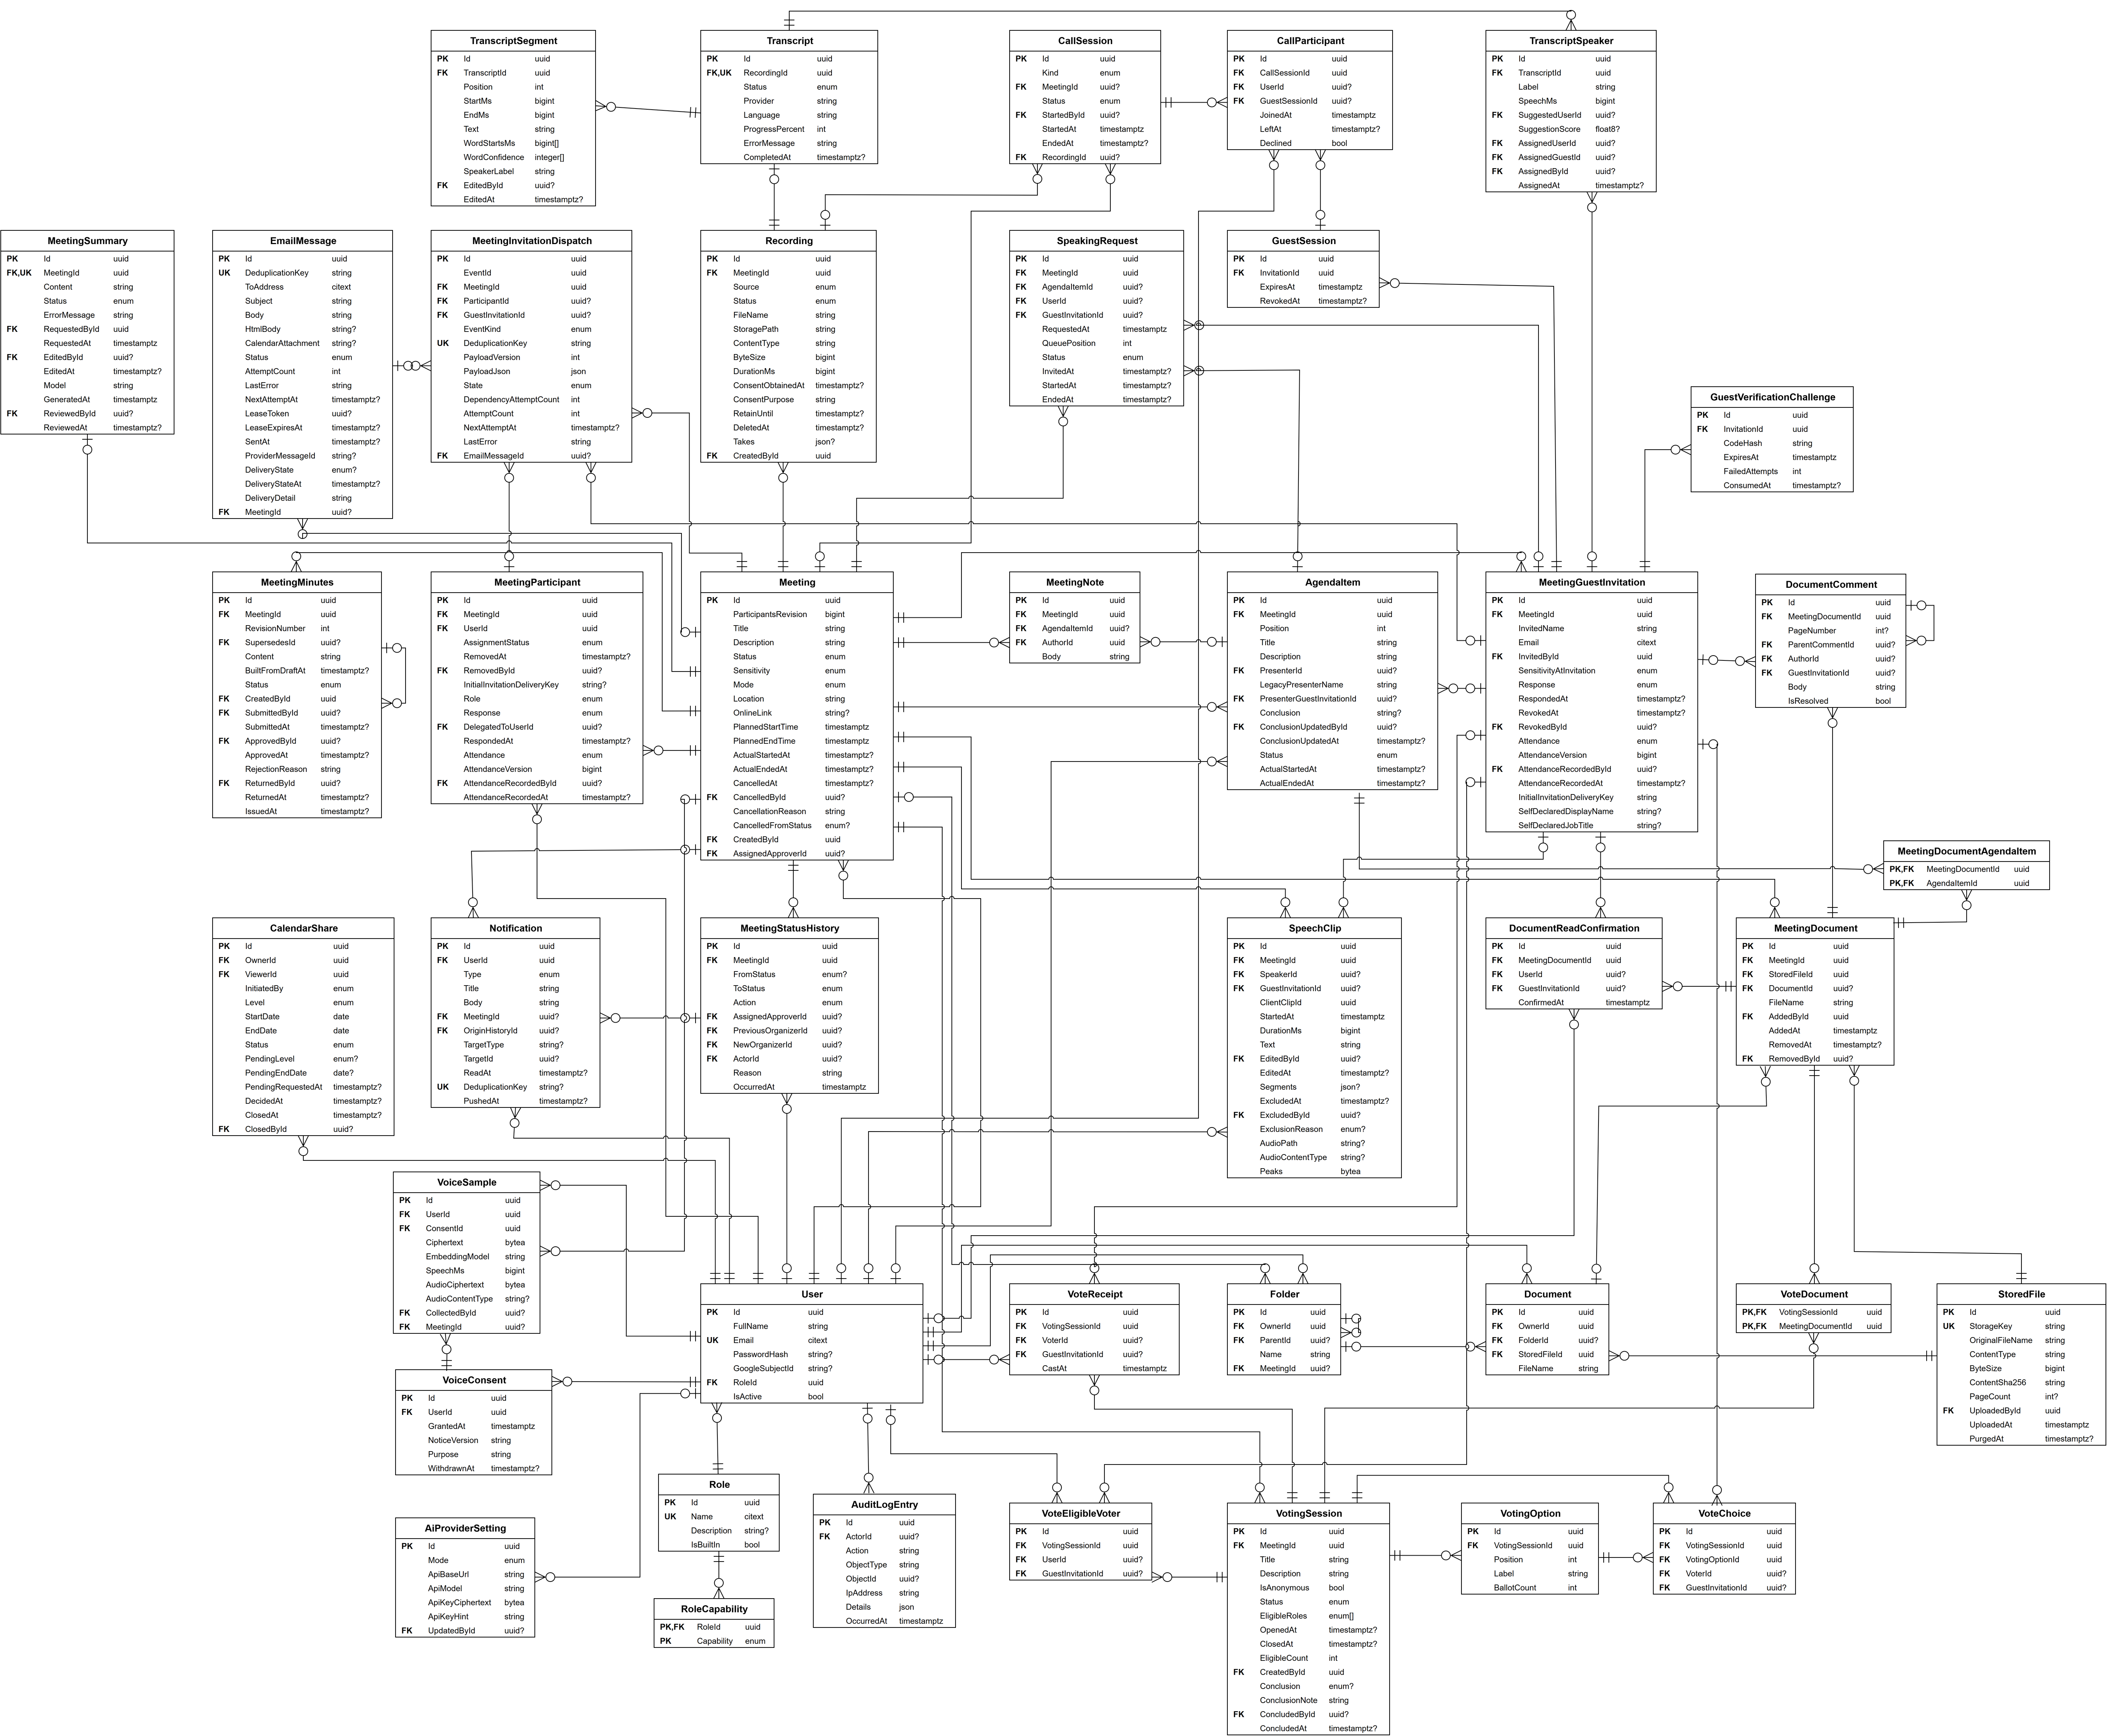 TranscriptSegment
PK Id uuid
FK TranscriptId uuid
Position int
StartMs bigint
EndMs bigint
Text string
WordStartsMs bigint[]
WordConfidence integer[]
SpeakerLabel string
FK EditedById uuid?
EditedAt timestamptz?
Transcript
PK Id uuid
FK,UK RecordingId uuid
Status enum
Provider string
Language string
ProgressPercent int
ErrorMessage string
CompletedAt timestamptz?
CallSession
PK Id uuid
Kind enum
FK MeetingId uuid?
Status enum
FK StartedById uuid?
StartedAt timestamptz
EndedAt timestamptz?
FK RecordingId uuid?
CallParticipant
PK Id uuid
FK CallSessionId uuid
FK UserId uuid?
FK GuestSessionId uuid?
JoinedAt timestamptz
LeftAt timestamptz?
Declined bool
TranscriptSpeaker
PK Id uuid
FK TranscriptId uuid
Label string
SpeechMs bigint
FK SuggestedUserId uuid?
SuggestionScore float8?
FK AssignedUserId uuid?
FK AssignedGuestId uuid?
FK AssignedById uuid?
AssignedAt timestamptz?
MeetingSummary
PK Id uuid
FK,UK MeetingId uuid
Content string
Status enum
ErrorMessage string
FK RequestedById uuid
RequestedAt timestamptz
FK EditedById uuid?
EditedAt timestamptz?
Model string
GeneratedAt timestamptz
FK ReviewedById uuid?
ReviewedAt timestamptz?
EmailMessage
PK Id uuid
UK DeduplicationKey string
ToAddress citext
Subject string
Body string
HtmlBody string?
CalendarAttachment string?
Status enum
AttemptCount int
LastError string
NextAttemptAt timestamptz?
LeaseToken uuid?
LeaseExpiresAt timestamptz?
SentAt timestamptz?
ProviderMessageId string?
DeliveryState enum?
DeliveryStateAt timestamptz?
DeliveryDetail string
FK MeetingId uuid?
MeetingInvitationDispatch
PK Id uuid
EventId uuid
FK MeetingId uuid
FK ParticipantId uuid?
FK GuestInvitationId uuid?
EventKind enum
UK DeduplicationKey string
PayloadVersion int
PayloadJson json
State enum
DependencyAttemptCount int
AttemptCount int
NextAttemptAt timestamptz?
LastError string
FK EmailMessageId uuid?
Recording
PK Id uuid
FK MeetingId uuid
Source enum
Status enum
FileName string
StoragePath string
ContentType string
ByteSize bigint
DurationMs bigint
ConsentObtainedAt timestamptz?
ConsentPurpose string
RetainUntil timestamptz?
DeletedAt timestamptz?
Takes json?
FK CreatedById uuid
SpeakingRequest
PK Id uuid
FK MeetingId uuid
FK AgendaItemId uuid?
FK UserId uuid?
FK GuestInvitationId uuid?
RequestedAt timestamptz
QueuePosition int
Status enum
InvitedAt timestamptz?
StartedAt timestamptz?
EndedAt timestamptz?
GuestSession
PK Id uuid
FK InvitationId uuid
ExpiresAt timestamptz
RevokedAt timestamptz?
GuestVerificationChallenge
PK Id uuid
FK InvitationId uuid
CodeHash string
ExpiresAt timestamptz
FailedAttempts int
ConsumedAt timestamptz?
MeetingMinutes
PK Id uuid
FK MeetingId uuid
RevisionNumber int
FK SupersedesId uuid?
Content string
BuiltFromDraftAt timestamptz?
Status enum
FK CreatedById uuid
FK SubmittedById uuid?
SubmittedAt timestamptz?
FK ApprovedById uuid?
ApprovedAt timestamptz?
RejectionReason string
FK ReturnedById uuid?
ReturnedAt timestamptz?
IssuedAt timestamptz?
MeetingParticipant
PK Id uuid
FK MeetingId uuid
FK UserId uuid
AssignmentStatus enum
RemovedAt timestamptz?
FK RemovedById uuid?
InitialInvitationDeliveryKey string?
Role enum
Response enum
FK DelegatedToUserId uuid?
RespondedAt timestamptz?
Attendance enum
AttendanceVersion bigint
FK AttendanceRecordedById uuid?
AttendanceRecordedAt timestamptz?
Meeting
PK Id uuid
ParticipantsRevision bigint
Title string
Description string
Status enum
Sensitivity enum
Mode enum
Location string
OnlineLink string?
PlannedStartTime timestamptz
PlannedEndTime timestamptz
ActualStartedAt timestamptz?
ActualEndedAt timestamptz?
CancelledAt timestamptz?
FK CancelledById uuid?
CancellationReason string
CancelledFromStatus enum?
FK CreatedById uuid
FK AssignedApproverId uuid?
MeetingNote
PK Id uuid
FK MeetingId uuid
FK AgendaItemId uuid?
FK AuthorId uuid
Body string
AgendaItem
PK Id uuid
FK MeetingId uuid
Position int
Title string
Description string
FK PresenterId uuid?
LegacyPresenterName string
FK PresenterGuestInvitationId uuid?
Conclusion string?
FK ConclusionUpdatedById uuid?
ConclusionUpdatedAt timestamptz?
Status enum
ActualStartedAt timestamptz?
ActualEndedAt timestamptz?
MeetingGuestInvitation
PK Id uuid
FK MeetingId uuid
InvitedName string
Email citext
FK InvitedById uuid
SensitivityAtInvitation enum
Response enum
RespondedAt timestamptz?
RevokedAt timestamptz?
FK RevokedById uuid?
Attendance enum
AttendanceVersion bigint
FK AttendanceRecordedById uuid?
AttendanceRecordedAt timestamptz?
InitialInvitationDeliveryKey string
SelfDeclaredDisplayName string?
SelfDeclaredJobTitle string?
DocumentComment
PK Id uuid
FK MeetingDocumentId uuid
PageNumber int?
FK ParentCommentId uuid?
FK AuthorId uuid?
FK GuestInvitationId uuid?
Body string
IsResolved bool
MeetingDocumentAgendaItem
PK,FK MeetingDocumentId uuid
PK,FK AgendaItemId uuid
CalendarShare
PK Id uuid
FK OwnerId uuid
FK ViewerId uuid
InitiatedBy enum
Level enum
StartDate date
EndDate date
Status enum
PendingLevel enum?
PendingEndDate date?
PendingRequestedAt timestamptz?
DecidedAt timestamptz?
ClosedAt timestamptz?
FK ClosedById uuid?
Notification
PK Id uuid
FK UserId uuid
Type enum
Title string
Body string
FK MeetingId uuid?
FK OriginHistoryId uuid?
TargetType string?
TargetId uuid?
ReadAt timestamptz?
UK DeduplicationKey string?
PushedAt timestamptz?
MeetingStatusHistory
PK Id uuid
FK MeetingId uuid
FromStatus enum?
ToStatus enum
Action enum
FK AssignedApproverId uuid?
FK PreviousOrganizerId uuid?
FK NewOrganizerId uuid?
FK ActorId uuid?
Reason string
OccurredAt timestamptz
SpeechClip
PK Id uuid
FK MeetingId uuid
FK SpeakerId uuid?
FK GuestInvitationId uuid?
ClientClipId uuid
StartedAt timestamptz
DurationMs bigint
Text string
FK EditedById uuid?
EditedAt timestamptz?
Segments json?
ExcludedAt timestamptz?
FK ExcludedById uuid?
ExclusionReason enum?
AudioPath string?
AudioContentType string?
Peaks bytea
DocumentReadConfirmation
PK Id uuid
FK MeetingDocumentId uuid
FK UserId uuid?
FK GuestInvitationId uuid?
ConfirmedAt timestamptz
MeetingDocument
PK Id uuid
FK MeetingId uuid
FK StoredFileId uuid
FK DocumentId uuid?
FileName string
FK AddedById uuid
AddedAt timestamptz
RemovedAt timestamptz?
FK RemovedById uuid?
VoiceSample
PK Id uuid
FK UserId uuid
FK ConsentId uuid
Ciphertext bytea
EmbeddingModel string
SpeechMs bigint
AudioCiphertext bytea
AudioContentType string?
FK CollectedById uuid?
FK MeetingId uuid?
User
PK Id uuid
FullName string
UK Email citext
PasswordHash string?
GoogleSubjectId string?
FK RoleId uuid
IsActive bool
VoteReceipt
PK Id uuid
FK VotingSessionId uuid
FK VoterId uuid?
FK GuestInvitationId uuid?
CastAt timestamptz
Folder
PK Id uuid
FK OwnerId uuid
FK ParentId uuid?
Name string
FK MeetingId uuid?
Document
PK Id uuid
FK OwnerId uuid
FK FolderId uuid?
FK StoredFileId uuid
FileName string
VoteDocument
PK,FK VotingSessionId uuid
PK,FK MeetingDocumentId uuid
StoredFile
PK Id uuid
UK StorageKey string
OriginalFileName string
ContentType string
ByteSize bigint
ContentSha256 string
PageCount int?
FK UploadedById uuid
UploadedAt timestamptz
PurgedAt timestamptz?
VoiceConsent
PK Id uuid
FK UserId uuid
GrantedAt timestamptz
NoticeVersion string
Purpose string
WithdrawnAt timestamptz?
Role
PK Id uuid
UK Name citext
Description string?
IsBuiltIn bool
AuditLogEntry
PK Id uuid
FK ActorId uuid?
Action string
ObjectType string
ObjectId uuid?
IpAddress string
Details json
OccurredAt timestamptz
AiProviderSetting
PK Id uuid
Mode enum
ApiBaseUrl string
ApiModel string
ApiKeyCiphertext bytea
ApiKeyHint string
FK UpdatedById uuid?
RoleCapability
PK,FK RoleId uuid
PK Capability enum
VoteEligibleVoter
PK Id uuid
FK VotingSessionId uuid
FK UserId uuid?
FK GuestInvitationId uuid?
VotingSession
PK Id uuid
FK MeetingId uuid
Title string
Description string
IsAnonymous bool
Status enum
EligibleRoles enum[]
OpenedAt timestamptz?
ClosedAt timestamptz?
EligibleCount int
FK CreatedById uuid
Conclusion enum?
ConclusionNote string
FK ConcludedById uuid?
ConcludedAt timestamptz?
VotingOption
PK Id uuid
FK VotingSessionId uuid
Position int
Label string
BallotCount int
VoteChoice
PK Id uuid
FK VotingSessionId uuid
FK VotingOptionId uuid
FK VoterId uuid?
FK GuestInvitationId uuid?